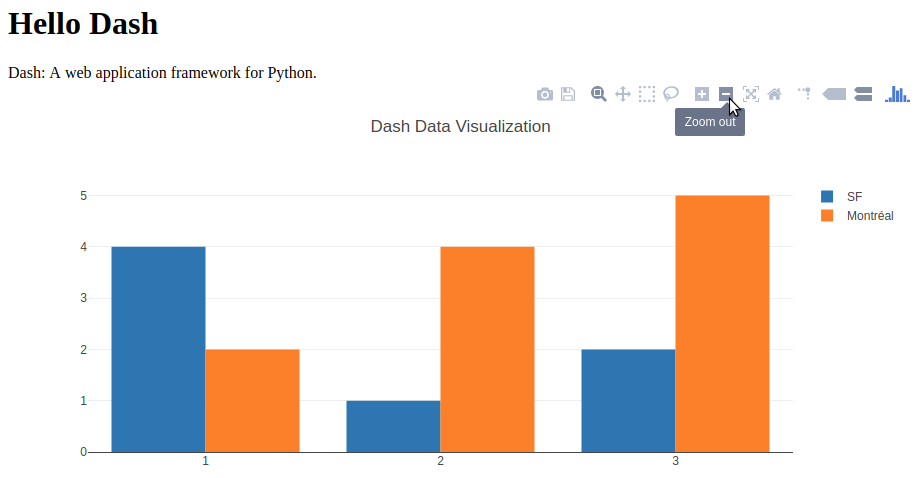 Hello Dash
Dash: A web application framework for Python.
Zoom out
Dash Data Visualization
5
4
3
2
1
0
1 2 3
SF
Montréal